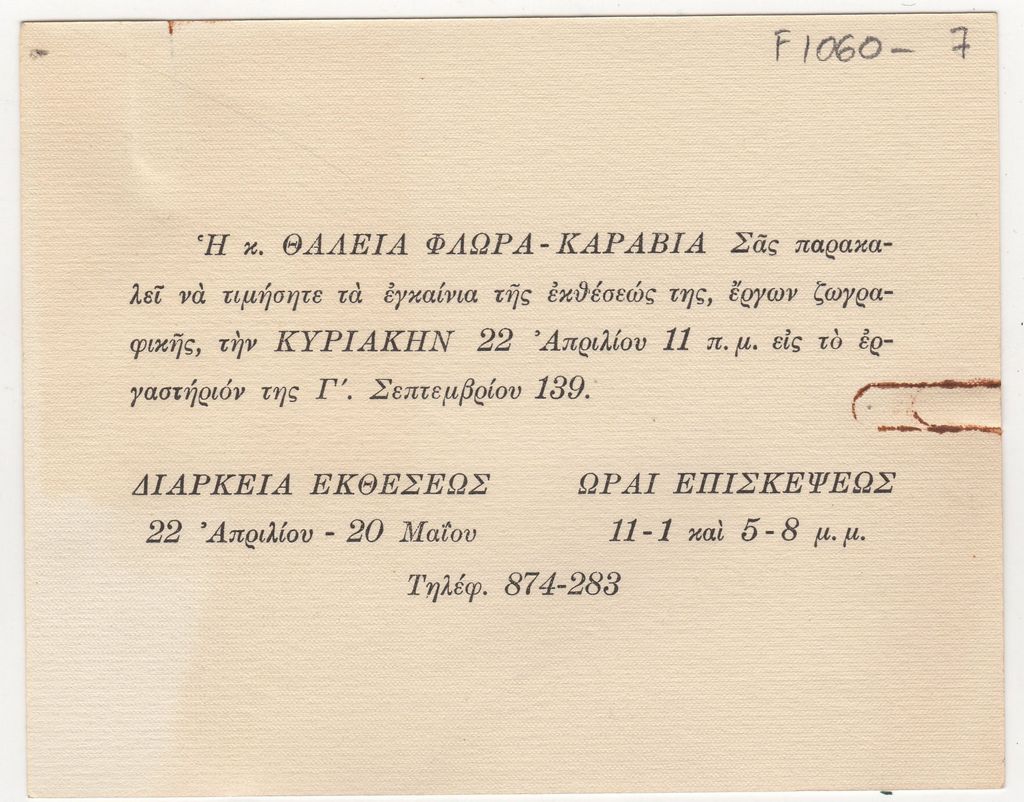 F1060- 7
Ἡ κ. ΘΑΛΕΙΑ ΦΛΩΡΑ - ΚΑΡΑΒΙΑ Σᾶς παρακα-
λεῖ νὰ τιμήσητε τὰ ἐγκαίνια τῆς ἐκθέσεώς της, ἔργων ζωγρα-
φικῆς, τὴν ΚΥΡΙΑΚΗΝ 22 Ἀπριλίου 11 π.μ. εἰς τὸ ἐρ-
γαστήριόν της Γ΄. Σεπτεμβρίου 139.
ΔΙΑΡΚΕΙΑ ΕΚΘΕΣΕΩΣ
22 Ἀπριλίου - 20 Μαΐου
ΩΡΑΙ ΕΠΙΣΚΕΨΕΩΣ
11-1 καὶ 5-8 μ.μ.
Τηλέφ. 874-283